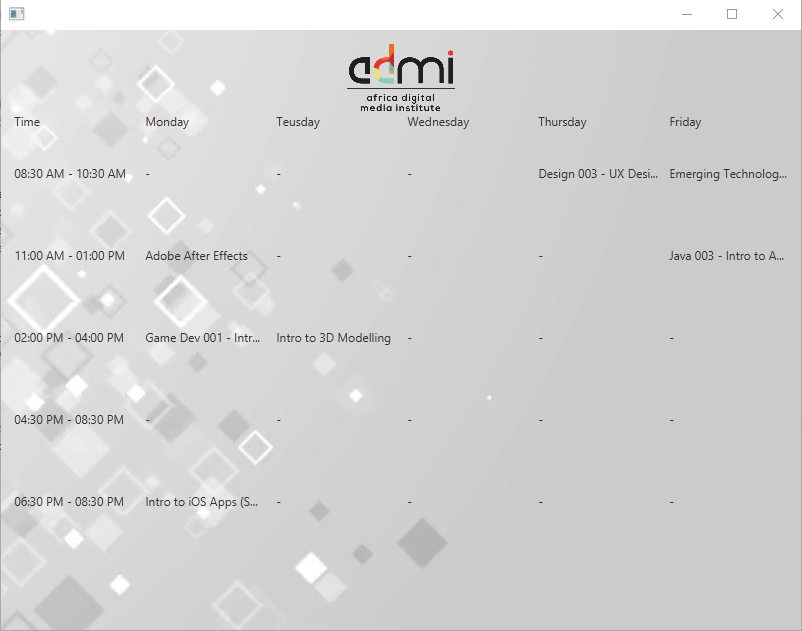 admi
africa digital
media institute
Time Monday Teusday Wednesday Thursday Friday
08:30 AM - 10:30 AM - - - Design 003 - UX Desi... Emerging Technolog...
11:00 AM - 01:00 PM Adobe After Effects - - - Java 003 - Intro to A...
02:00 PM - 04:00 PM Game Dev 001 - Intr... Intro to 3D Modelling - - -
04:30 PM - 08:30 PM - - - - -
06:30 PM - 08:30 PM Intro to iOS Apps (S... - - - -